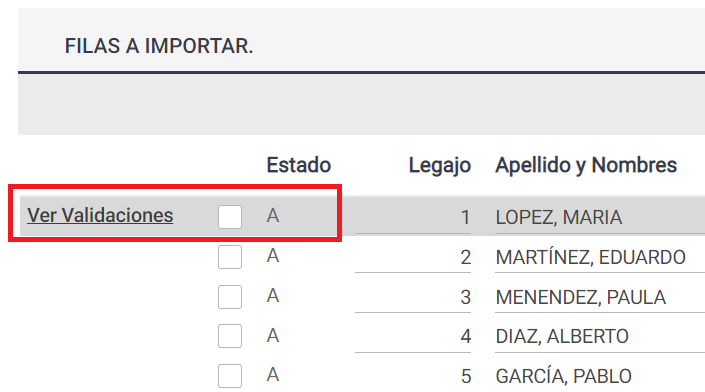 FILAS A IMPORTAR.
Estado Legajo Apellido y Nombres
Ver Validaciones A 1 LOPEZ, MARIA
A 2 MARTÍNEZ, EDUARDO
A 3 MENENDEZ, PAULA
A 4 DIAZ, ALBERTO
A 5 GARCÍA, PABLO